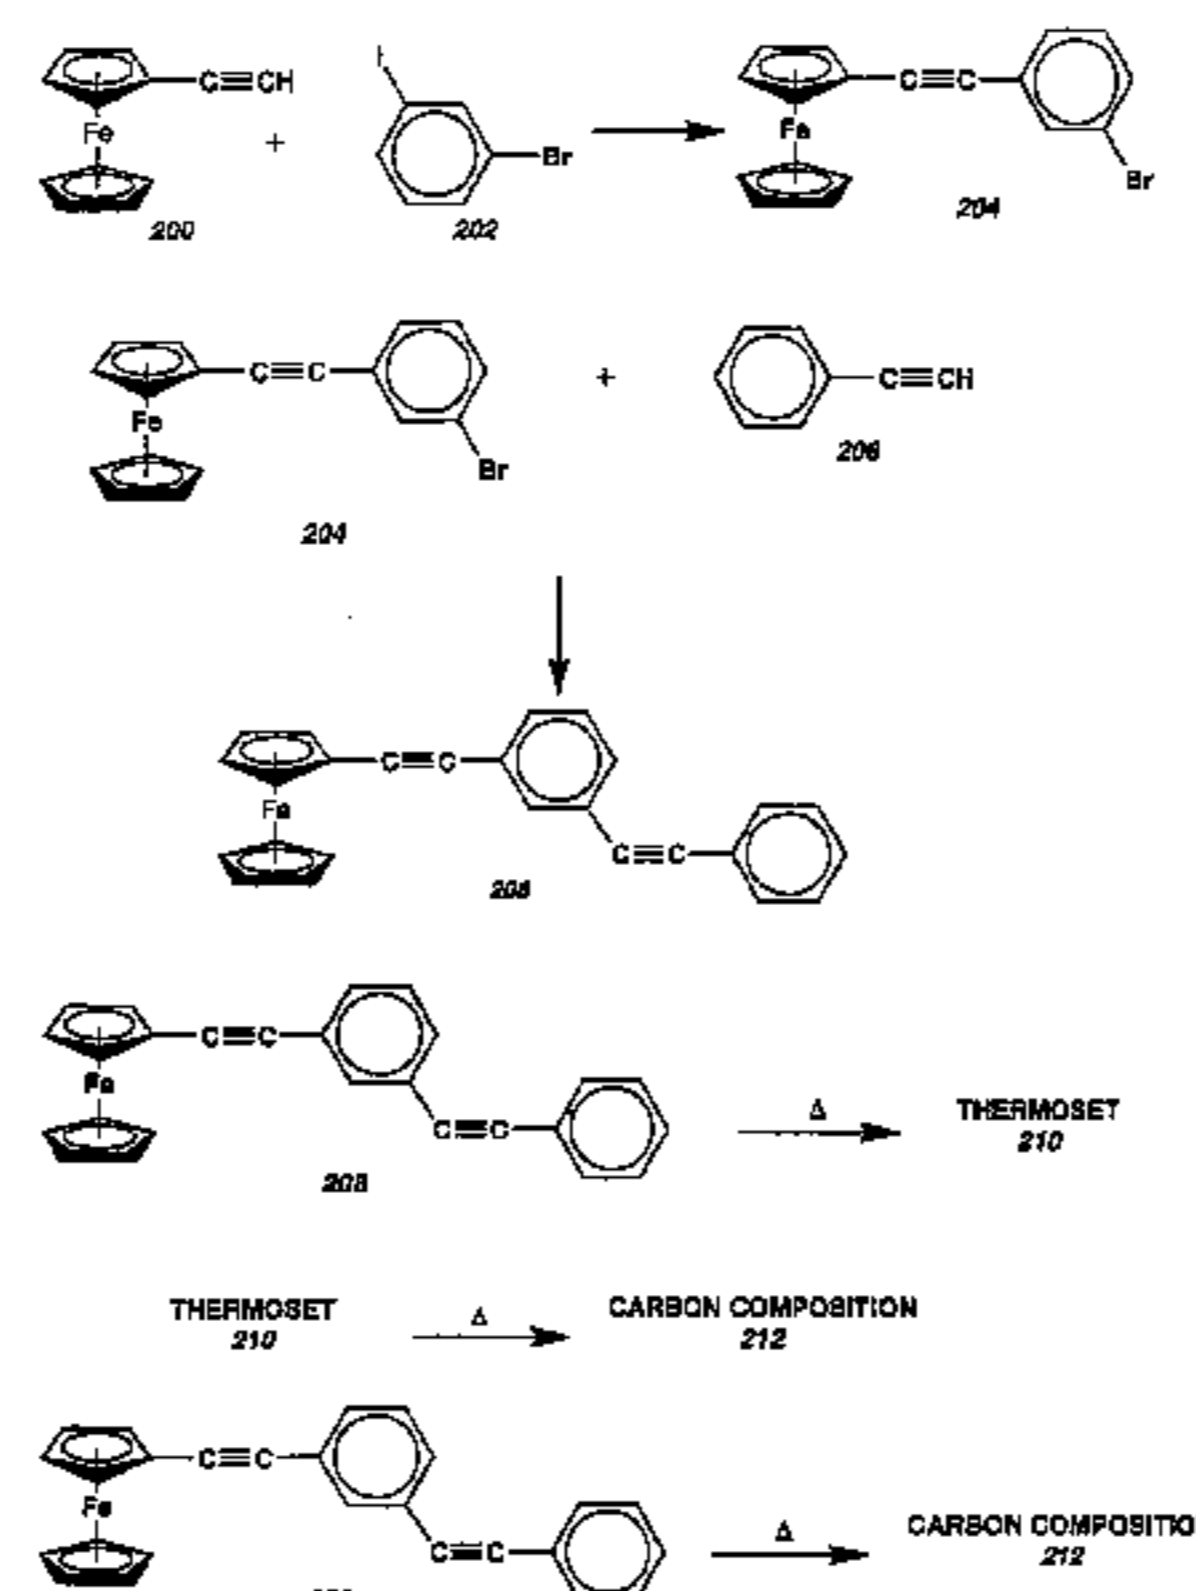 C≡CH
I
Fe
+
Br
200
202
C≡C
Fe
Br
204
C≡C
Fe
Br
204
+
C≡CH
206
C≡C
Fe
C≡C
208
C≡C
Fe
C≡C
208
Δ
THERMOSET
210
THERMOSET
210
Δ
CARBON COMPOSITION
212
C≡C
Fe
C≡C
Δ
CARBON COMPOSITIO
212